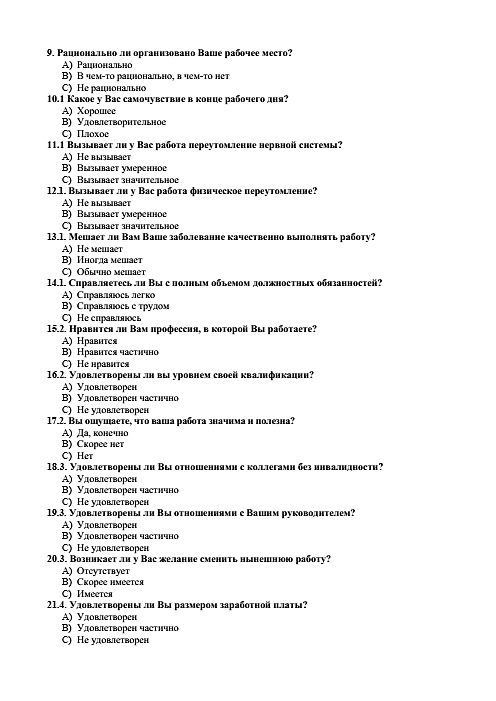 9. Рационально ли организовано Ваше рабочее место?
A) Рационально
B) В чем-то рационально, в чем-то нет
C) Не рационально
10.1 Какое у Вас самочувствие в конце рабочего дня?
A) Хорошее
B) Удовлетворительное
C) Плохое
11.1 Вызывает ли у Вас работа переутомление нервной системы?
A) Не вызывает
B) Вызывает умеренное
C) Вызывает значительное
12.1. Вызывает ли у Вас работа физическое переутомление?
A) Не вызывает
B) Вызывает умеренное
C) Вызывает значительное
13.1. Мешает ли Вам Ваше заболевание качественно выполнять работу?
A) Не мешает
B) Иногда мешает
C) Обычно мешает
14.1. Справляетесь ли Вы с полным объемом должностных обязанностей?
A) Справляюсь легко
B) Справляюсь с трудом
C) Не справляюсь
15.2. Нравится ли Вам профессия, в которой Вы работаете?
A) Нравится
B) Нравится частично
C) Не нравится
16.2. Удовлетворены ли вы уровнем своей квалификации?
A) Удовлетворен
B) Удовлетворен частично
C) Не удовлетворен
17.2. Вы ощущаете, что ваша работа значима и полезна?
A) Да, конечно
B) Скорее нет
C) Нет
18.3. Удовлетворены ли Вы отношениями с коллегами без инвалидности?
A) Удовлетворен
B) Удовлетворен частично
C) Не удовлетворен
19.3. Удовлетворены ли Вы отношениями с Вашим руководителем?
A) Удовлетворен
B) Удовлетворен частично
C) Не удовлетворен
20.3. Возникает ли у Вас желание сменить нынешнюю работу?
A) Отсутствует
B) Скорее имеется
C) Имеется
21.4. Удовлетворены ли Вы размером заработной платы?
A) Удовлетворен
B) Удовлетворен частично
C) Не удовлетворен